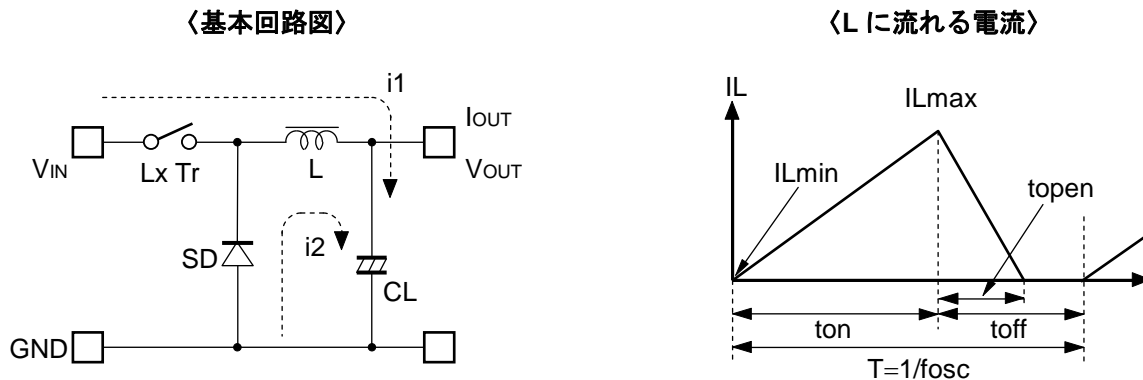 〈基本回路図〉
i1
VIN
Lx Tr
L
IOUT
VOUT
SD
i2
CL
GND
〈L に流れる電流〉
IL
ILmax
ILmin
topen
ton
toff
T=1/fosc